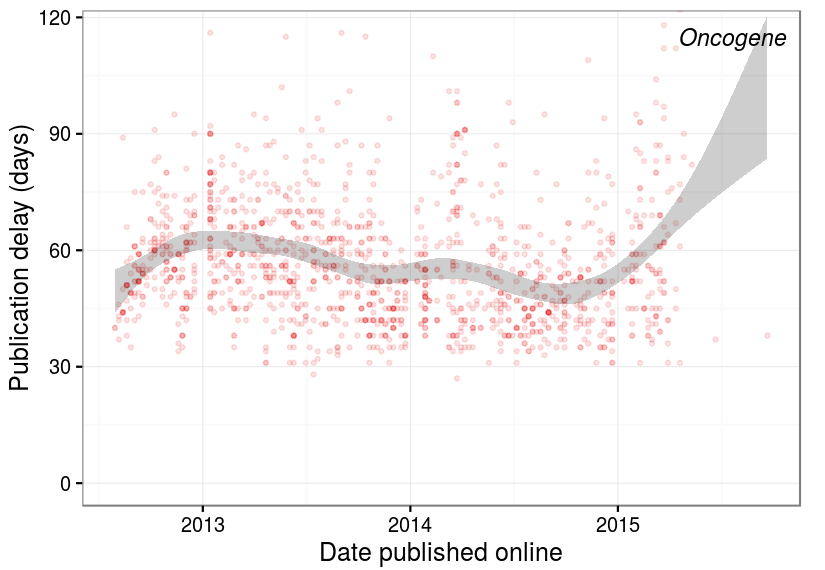 Oncogene
120
90
60
30
0
Publication delay (days)
2013 2014 2015
Date published online